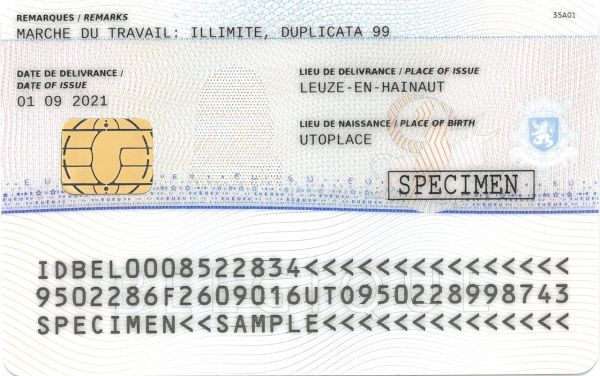 REMARQUES / REMARKS
35A01
MARCHE DU TRAVAIL: ILLIMITE, DUPLICATA 99
DATE DE DELIVRANCE /
DATE OF ISSUE
01 09 2021
LIEU DE DELIVRANCE / PLACE OF ISSUE
LEUZE-EN-HAINAUT
LIEU DE NAISSANCE / PLACE OF BIRTH
UTOPLACE
SPECIMEN
IDBEL0008522834<<<<<<<<<<<<<<<
9502286F2609016UTO950228998743
SPECIMEN<<SAMPLE<<<<<<<<<<<<<<